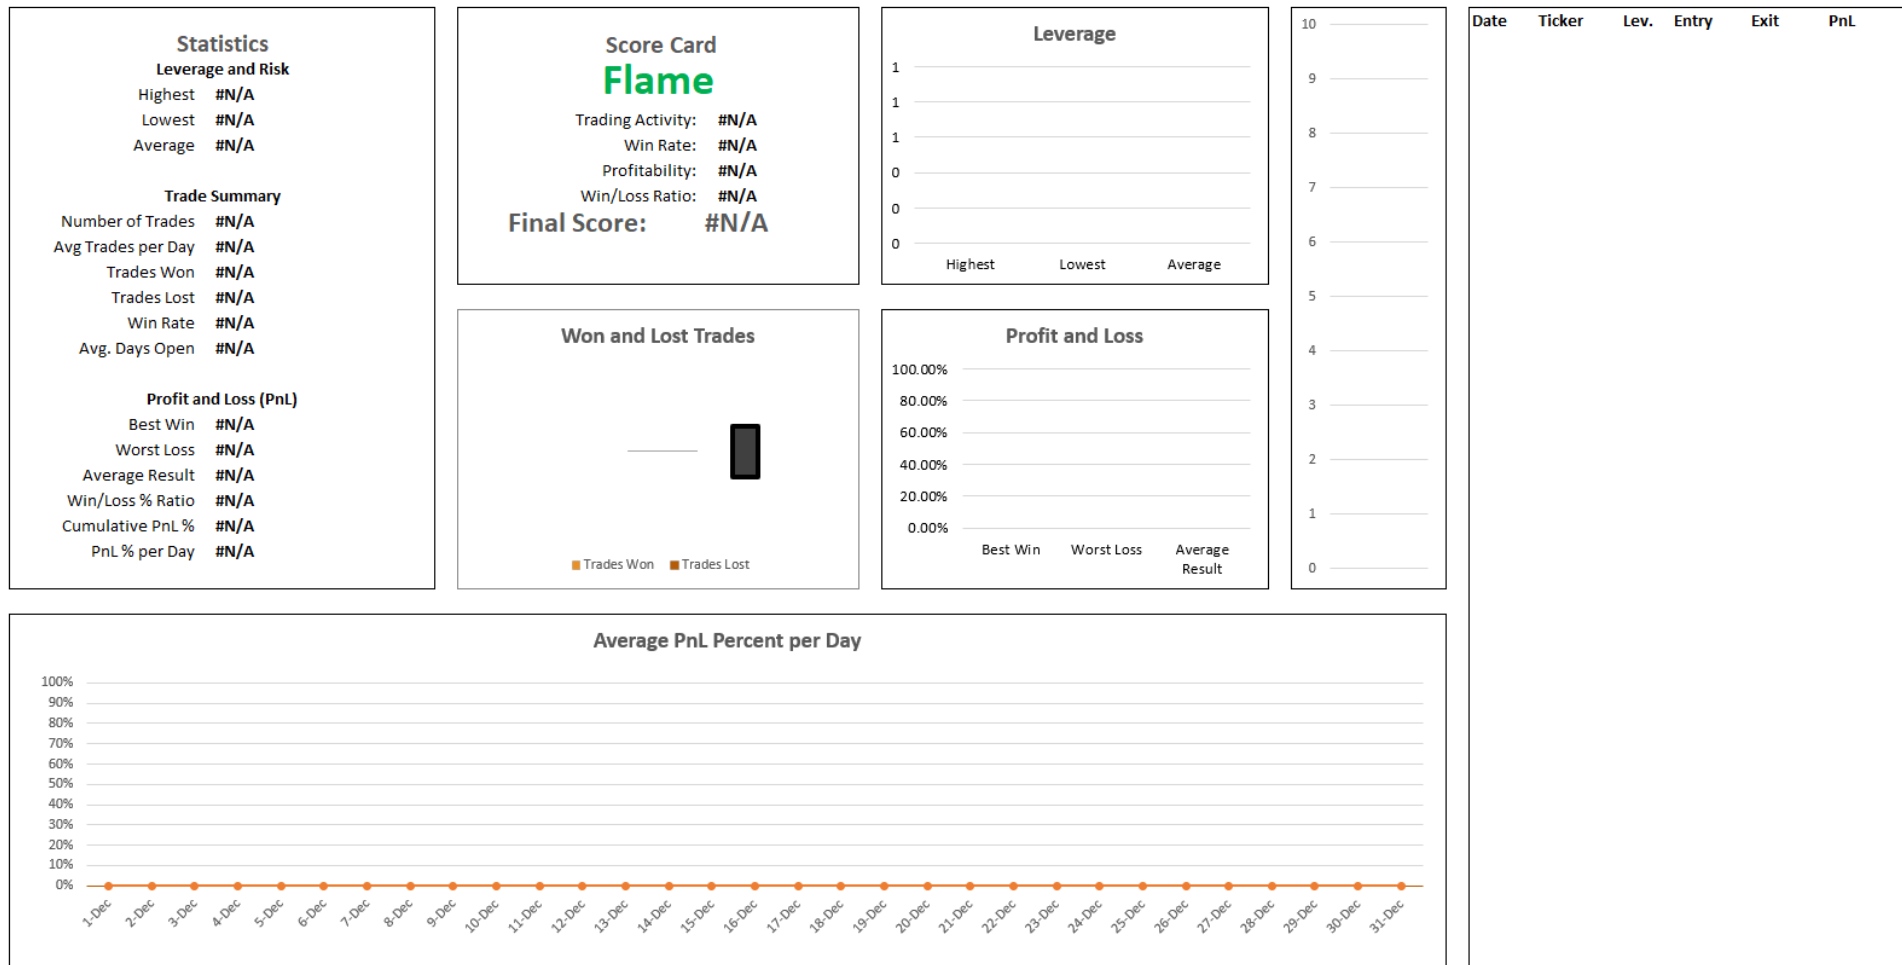 Statistics
Leverage and Risk
Highest #N/A
Lowest #N/A
Average #N/A
Trade Summary
Number of Trades #N/A
Avg Trades per Day #N/A
Trades Won #N/A
Trades Lost #N/A
Win Rate #N/A
Avg. Days Open #N/A
Profit and Loss (PnL)
Best Win #N/A
Worst Loss #N/A
Average Result #N/A
Win/Loss % Ratio #N/A
Cumulative PnL % #N/A
PnL % per Day #N/A
Score Card
Flame
Trading Activity: #N/A
Win Rate: #N/A
Profitability: #N/A
Win/Loss Ratio: #N/A
Final Score: #N/A
Leverage
1
1
1
0
0
0
Highest Lowest Average
Won and Lost Trades
Trades Won Trades Lost
Profit and Loss
100.00%
80.00%
60.00%
40.00%
20.00%
0.00%
Best Win Worst Loss Average
Result
10
9
8
7
6
5
4
3
2
1
0
Date Ticker Lev. Entry Exit PnL
Average PnL Percent per Day
100%
90%
80%
70%
60%
50%
40%
30%
20%
10%
0%
1-Dec 2-Dec 3-Dec 4-Dec 5-Dec 6-Dec 7-Dec 8-Dec 9-Dec 10-Dec 11-Dec 12-Dec 13-Dec 14-Dec 15-Dec 16-Dec 17-Dec 18-Dec 19-Dec 20-Dec 21-Dec 22-Dec 23-Dec 24-Dec 25-Dec 26-Dec 27-Dec 28-Dec 29-Dec 30-Dec 31-Dec